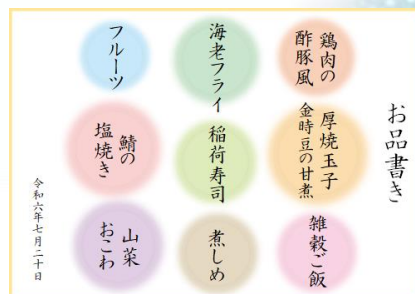 お品書き
鶏肉の
酢豚風
厚焼玉子
金時豆の甘煮
雑穀ご飯
海老フライ
稲荷寿司
煮しめ
フルーツ
鯖の
塩焼き
山菜
おこわ
令和六年七月二十日